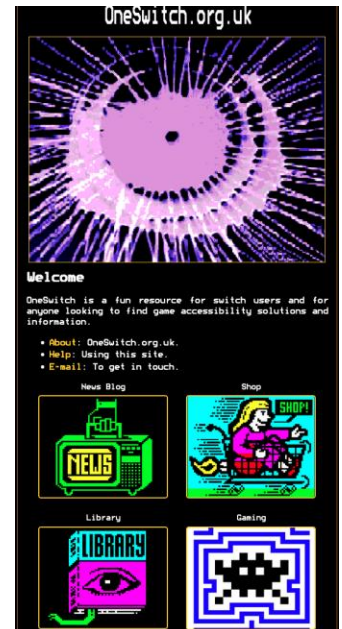 OneSwitch.org.uk
Welcome
OneSwitch is a fun resource for switch users and for
anyone looking to find game accessibility solutions and
information.
About: OneSwitch.org.uk.
Help: Using this site.
E-mail: To get in touch.
News Blog
Shop
NEWS
SHOP!
Library
Gaming
LIBRARY